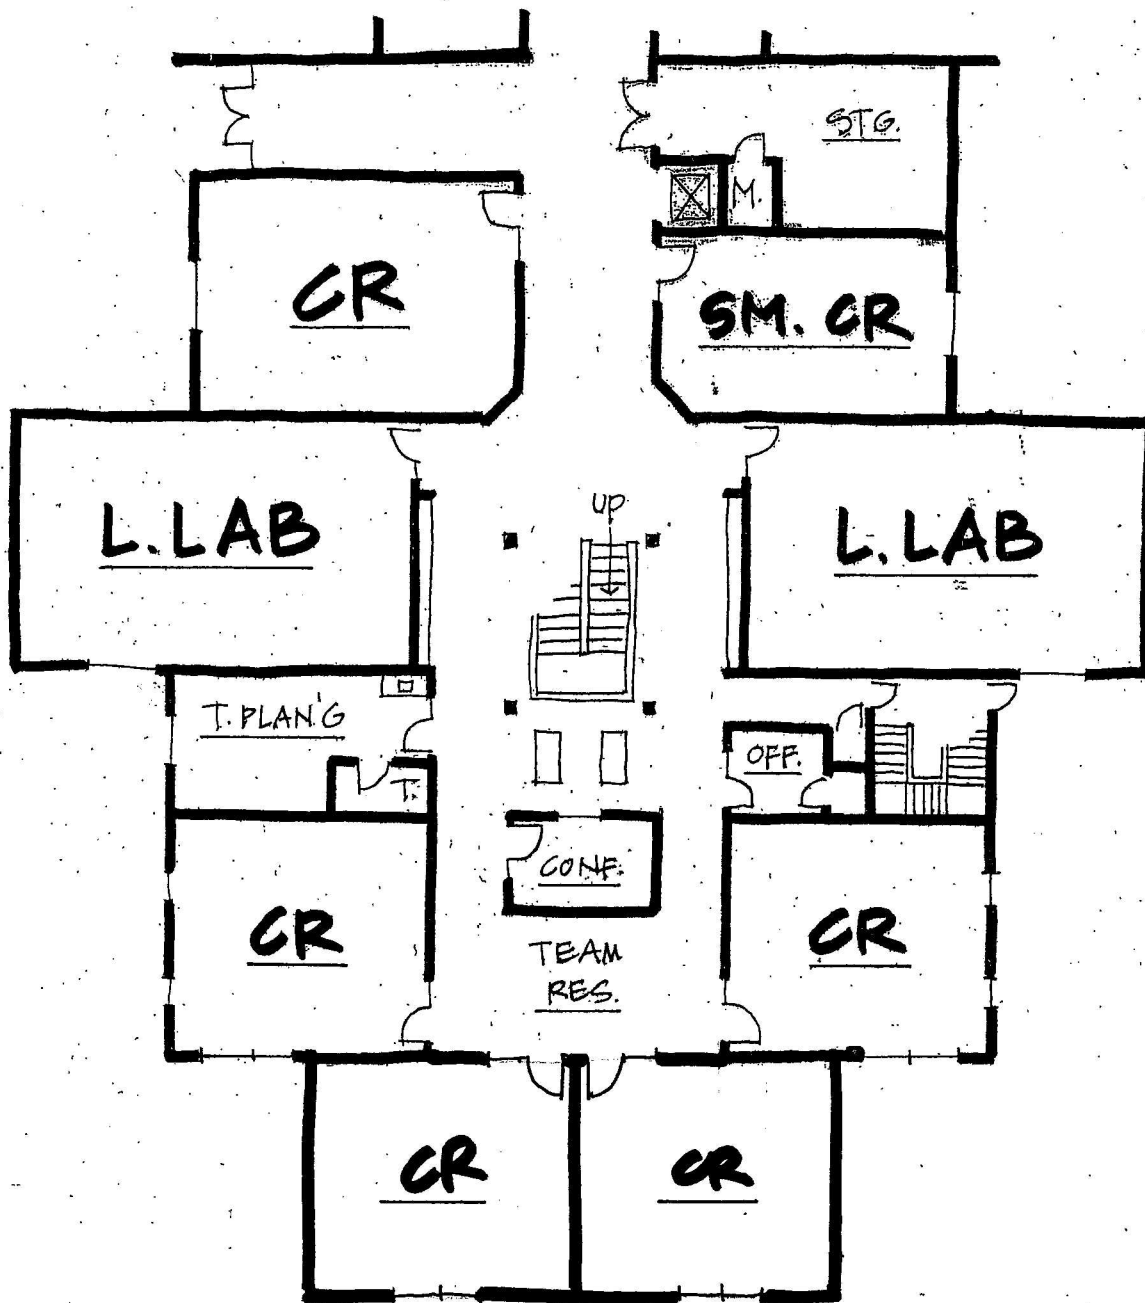 STG.
M.
CR
SM. CR
L.LAB
UP
L.LAB
T. PLAN'G
OFF.
T.
CONF.
CR
CR
TEAM
RES.
CR
CR